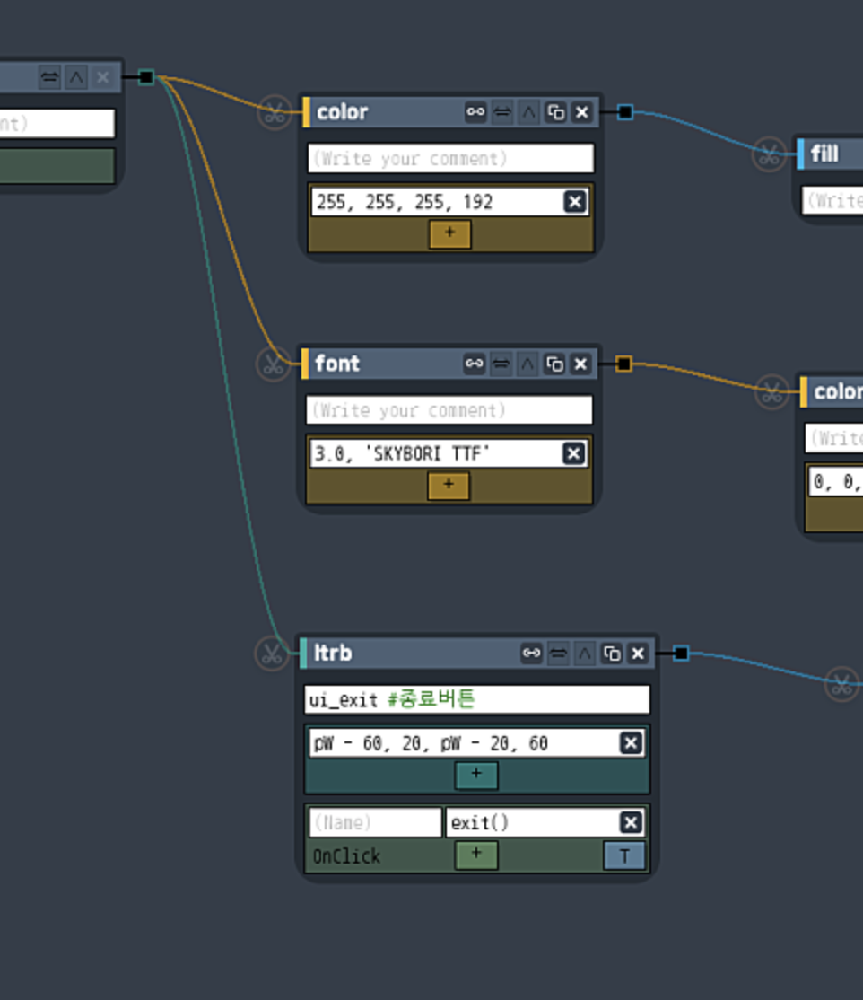 nt)
color
(Write your comment)
255, 255, 255, 192
+
fill
(Write
font
(Write your comment)
3.0, 'SKYBORI TTF'
+
color
(Write
0, 0,
ltrb
ui_exit #종료버튼
pW - 60, 20, pW - 20, 60
+
(Name) exit()
OnClick + T